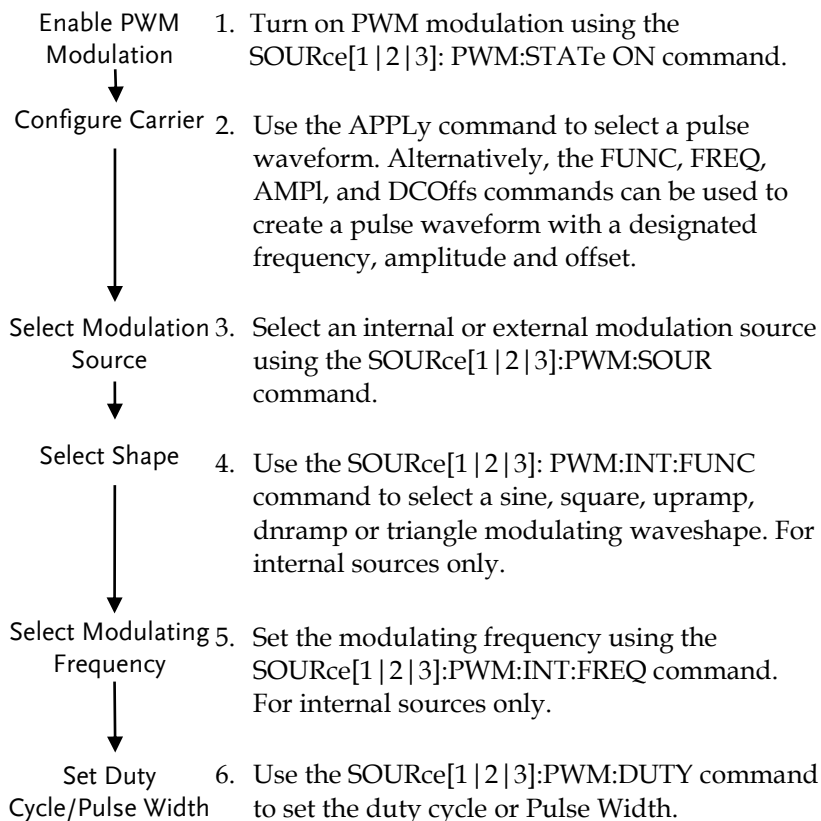 Enable PWM
Modulation
1. Turn on PWM modulation using the
SOURce[1|2|3]: PWM:STATe ON command.
Configure Carrier
2. Use the APPLy command to select a pulse
waveform. Alternatively, the FUNC, FREQ,
AMPl, and DCOffs commands can be used to
create a pulse waveform with a designated
frequency, amplitude and offset.
Select Modulation
Source
3. Select an internal or external modulation source
using the SOURce[1|2|3]:PWM:SOUR
command.
Select Shape
4. Use the SOURce[1|2|3]: PWM:INT:FUNC
command to select a sine, square, upramp,
dnramp or triangle modulating waveshape. For
internal sources only.
Select Modulating
Frequency
5. Set the modulating frequency using the
SOURce[1|2|3]:PWM:INT:FREQ command.
For internal sources only.
Set Duty
Cycle/Pulse Width
6. Use the SOURce[1|2|3]:PWM:DUTY command
to set the duty cycle or Pulse Width.